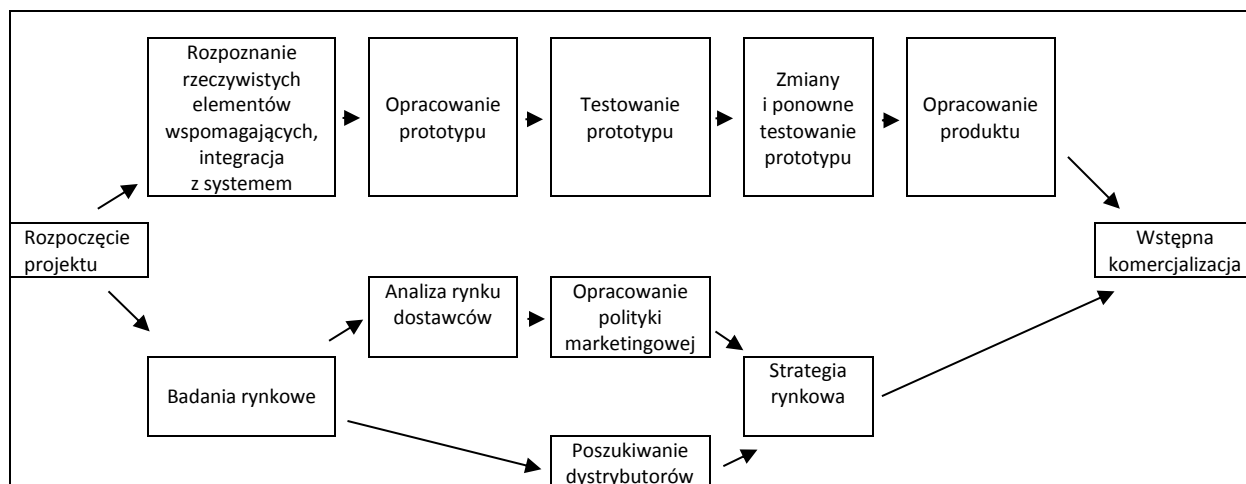 Rozpoznanie
rzeczywistych
elementów
wspomagających,
integracja
z systemem
Opracowanie
prototypu
Testowanie
prototypu
Zmiany
i ponowne
testowanie
prototypu
Opracowanie
produktu
Rozpoczęcie
projektu
Wstępna
komercjalizacja
Analiza rynku
dostawców
Opracowanie
polityki
marketingowej
Badania rynkowe
Strategia
rynkowa
Poszukiwanie
dystrybutorów